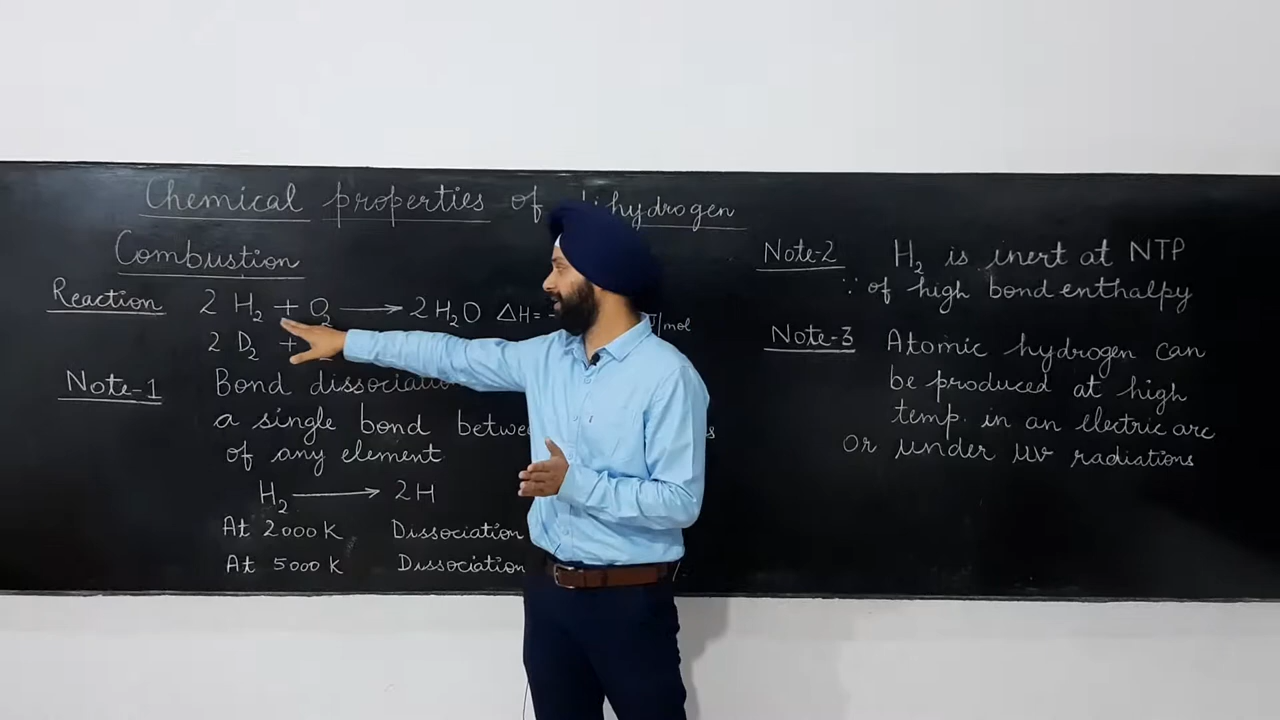 Chemical properties of dihydrogen
Combustion
Reaction 2 H₂ + O₂ → 2 H₂O ΔH = - J/mol
2 D₂ +
Note-1 Bond
a single bond
of any element
H₂ → 2H
At 2000 K Dissociation
At 5000 K Dissociation
Note-2 H₂ is inert at NTP
∵ of high bond enthalpy
Note-3 Atomic hydrogen can
be produced at high
temp. in an electric arc
or under UV radiations